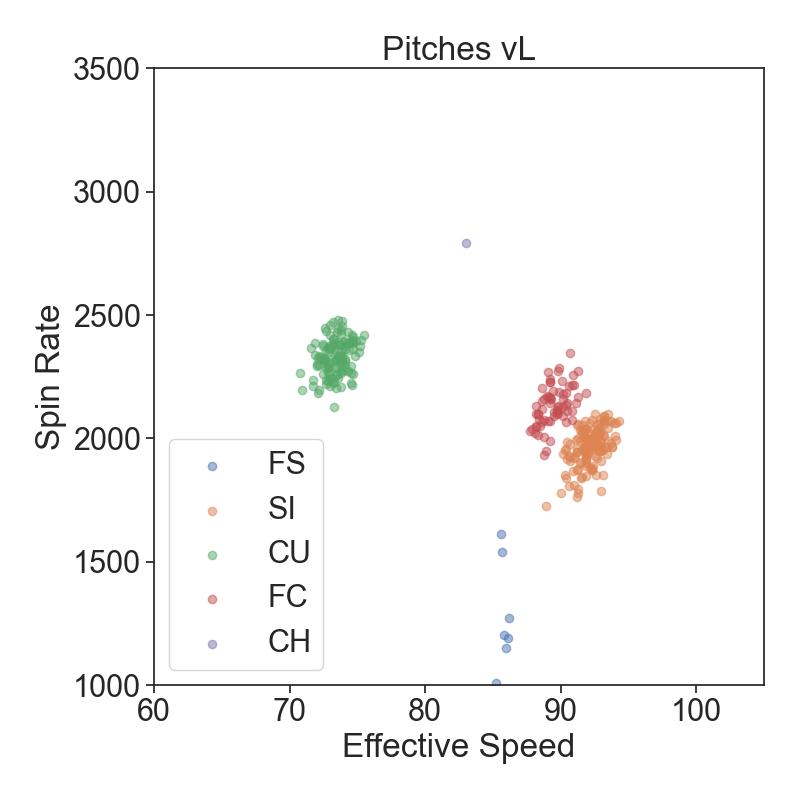 Pitches vL
3500
3000
2500
2000
1500
1000
Spin Rate
FS
SI
CU
FC
CH
60 70 80 90 100
Effective Speed